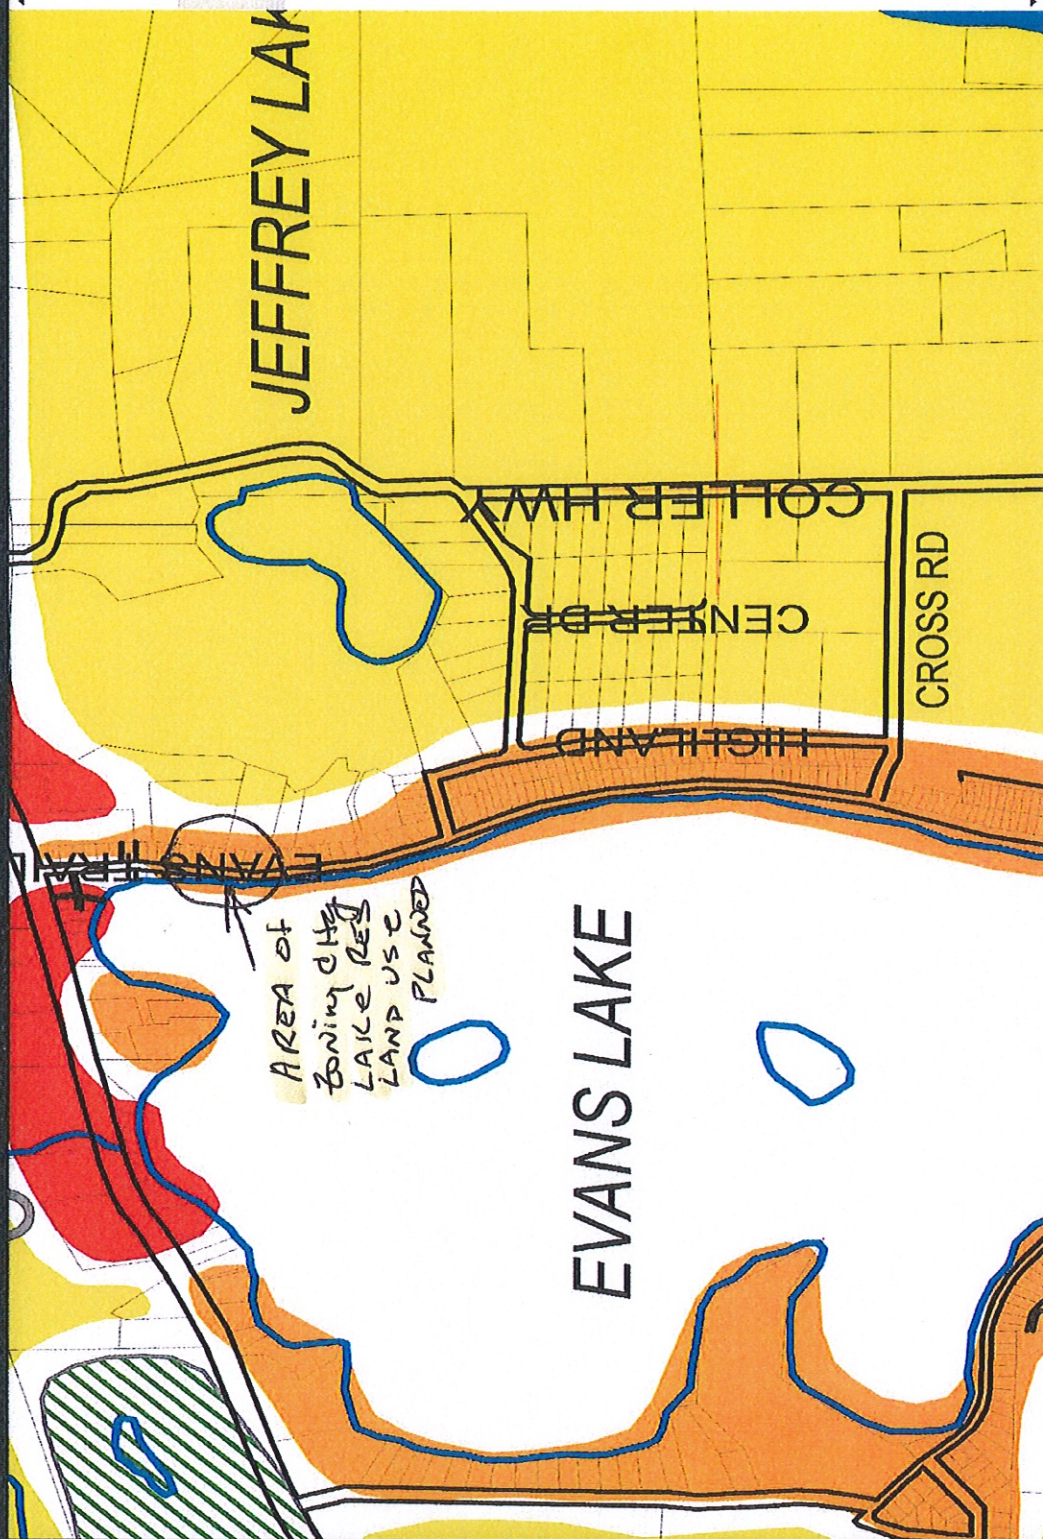 JEFFREY LAK
COLLER HWY
CENTER DR
CROSS RD
HIGHLAND
EVANS TRAIL
AREA OF
ZONING CHG
LAKE RES
LAND USE
PLANNED
EVANS LAKE